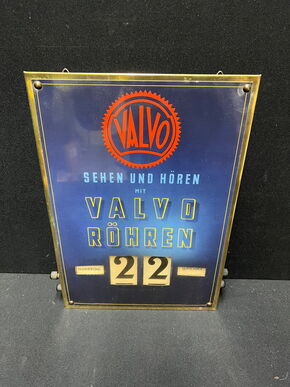 VALVO
SEHEN UND HÖREN
MIT
VALVO
RÖHREN
22